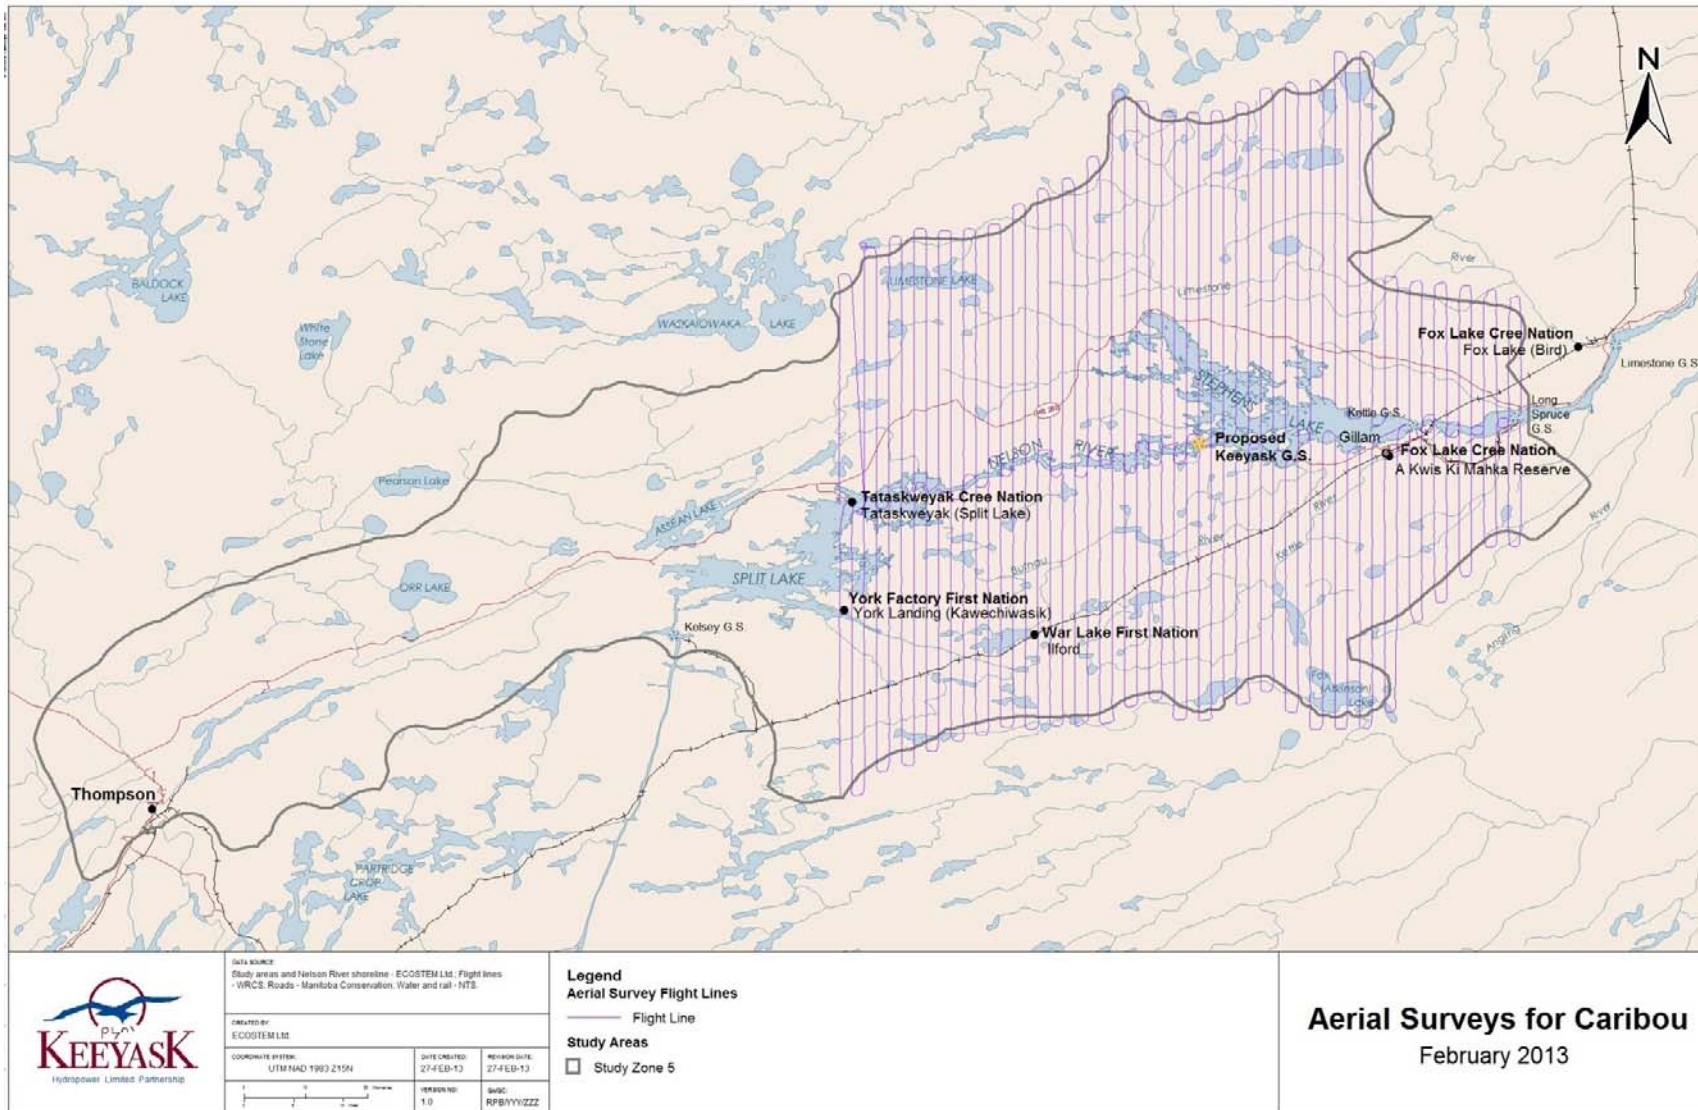 N
BALDOCK
LAKE
White
Stone
Lake
WASKAIOWAKA LAKE
LIMESTONE LAKE
Limestone
River
Fox Lake Cree Nation
Fox Lake (Bird)
Limestone G.S.
STEPHENS
LAKE
Long
Spruce
G.S.
Kettle G.S.
Gillam
Proposed
Keeyask G.S.
Fox Lake Cree Nation
A Kwis Ki Mahka Reserve
NELSON RIVER
Pearson Lake
ASSEAN LAKE
Tataskweyak Cree Nation
Tataskweyak (Split Lake)
River
River
River
Kettle
ORR LAKE
SPLIT LAKE
York Factory First Nation
York Landing (Kawechiwasik)
Kelsey G.S.
War Lake First Nation
Ilford
Angling
Fox
(Atkinson)
Lake
Thompson
PARTRIDGE
CROP
LAKE
KEEYASK
Hydropower Limited Partnership
DATA SOURCE:
Study areas and Nelson River shoreline - ECOSTEM Ltd.; Flight lines
- WRCS; Roads - Manitoba Conservation; Water and rail - NTS.
CREATED BY:
ECOSTEM Ltd.
COORDINATE SYSTEM:
UTM NAD 1983 Z15N
DATE CREATED:
27-FEB-13
REVISION DATE:
27-FEB-13
VERSION NO:
1.0
QA/QC:
RPB/YYY/ZZZ
Legend
Aerial Survey Flight Lines
Flight Line
Study Areas
Study Zone 5
Aerial Surveys for Caribou
February 2013